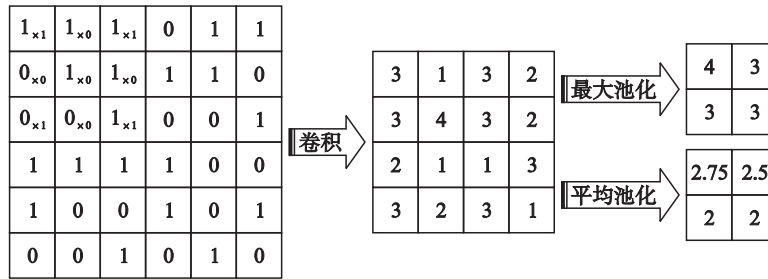 1×1 1×0 1×1 0 1 1
0×0 1×0 1×0 1 1 0
0×1 0×0 1×1 0 0 1
1 1 1 1 0 0
1 0 0 1 0 1
0 0 1 0 1 0
卷积
3 1 3 2
3 4 3 2
2 1 1 3
3 2 3 1
最大池化
4 3
3 3
平均池化
2.75 2.5
2 2